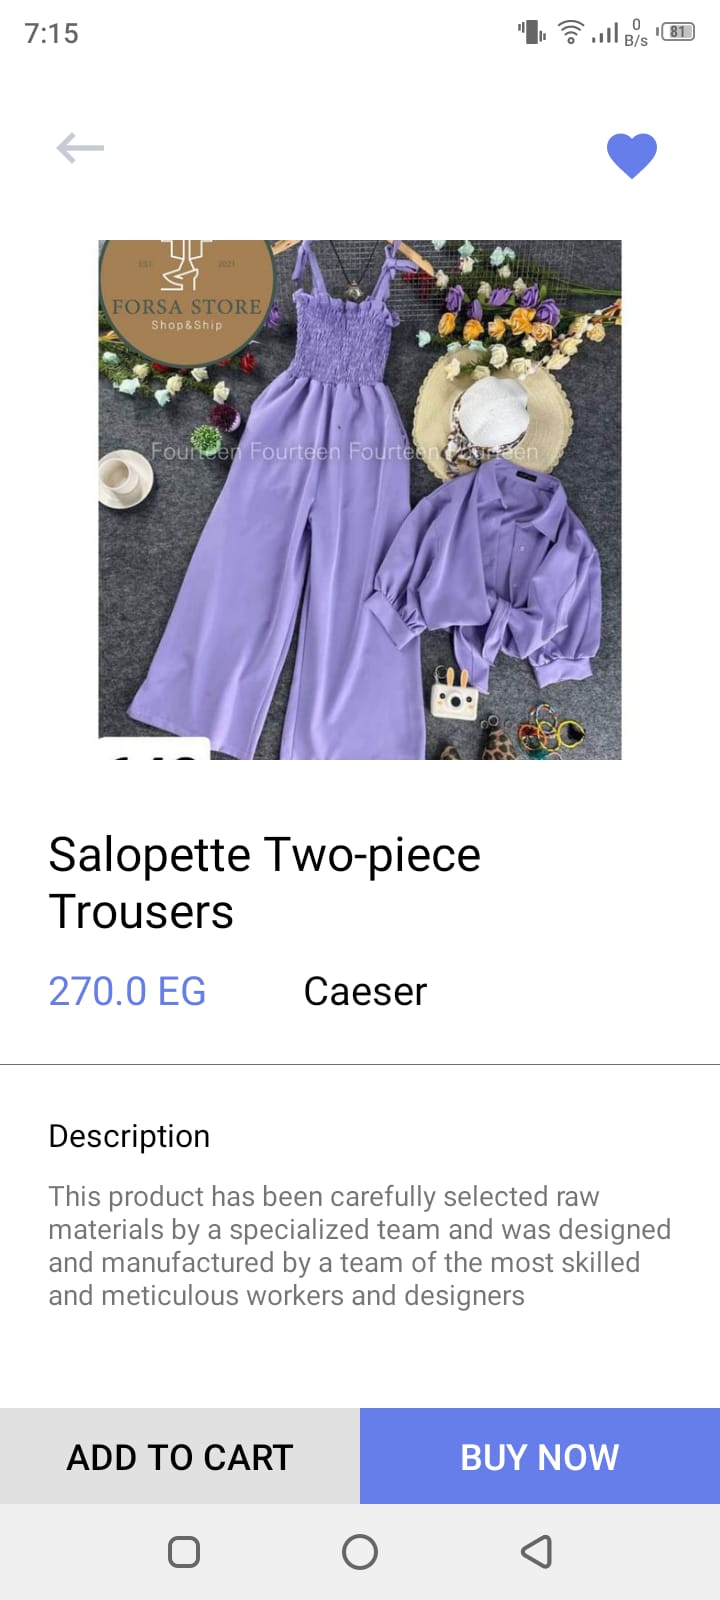 7:15
0
B/s
81
EST.
2021
FORSA STORE
Shop&Ship
Fourteen Fourteen Fourteen Fourteen
Salopette Two-piece
Trousers
270.0 EG
Caeser
Description
This product has been carefully selected raw
materials by a specialized team and was designed
and manufactured by a team of the most skilled
and meticulous workers and designers
ADD TO CART
BUY NOW